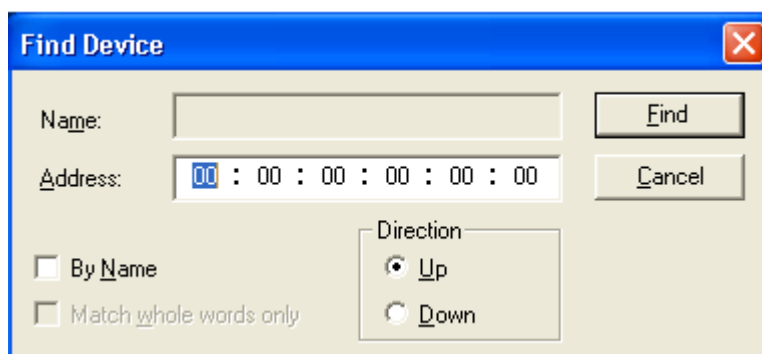 Find Device
Name:
Find
Address:
00 : 00 : 00 : 00 : 00 : 00
Cancel
Direction
By Name
Up
Match whole words only
Down